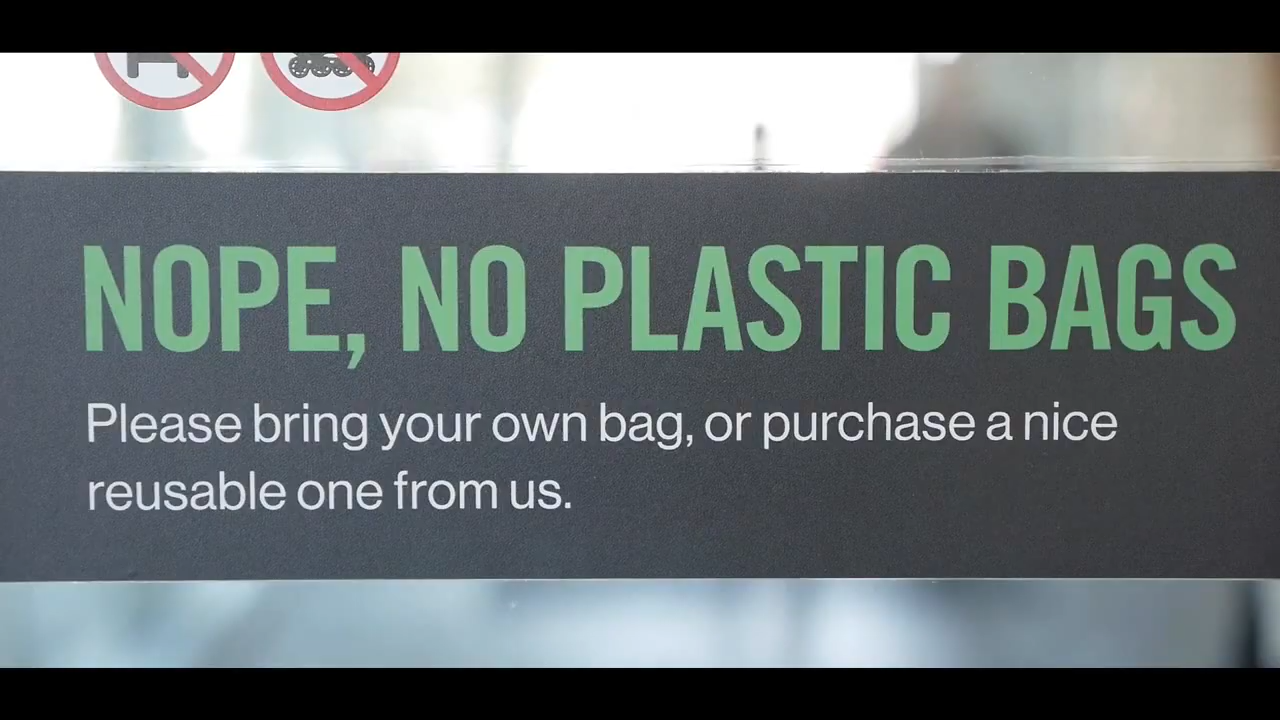 NOPE, NO PLASTIC BAGS
Please bring your own bag, or purchase a nice
reusable one from us.